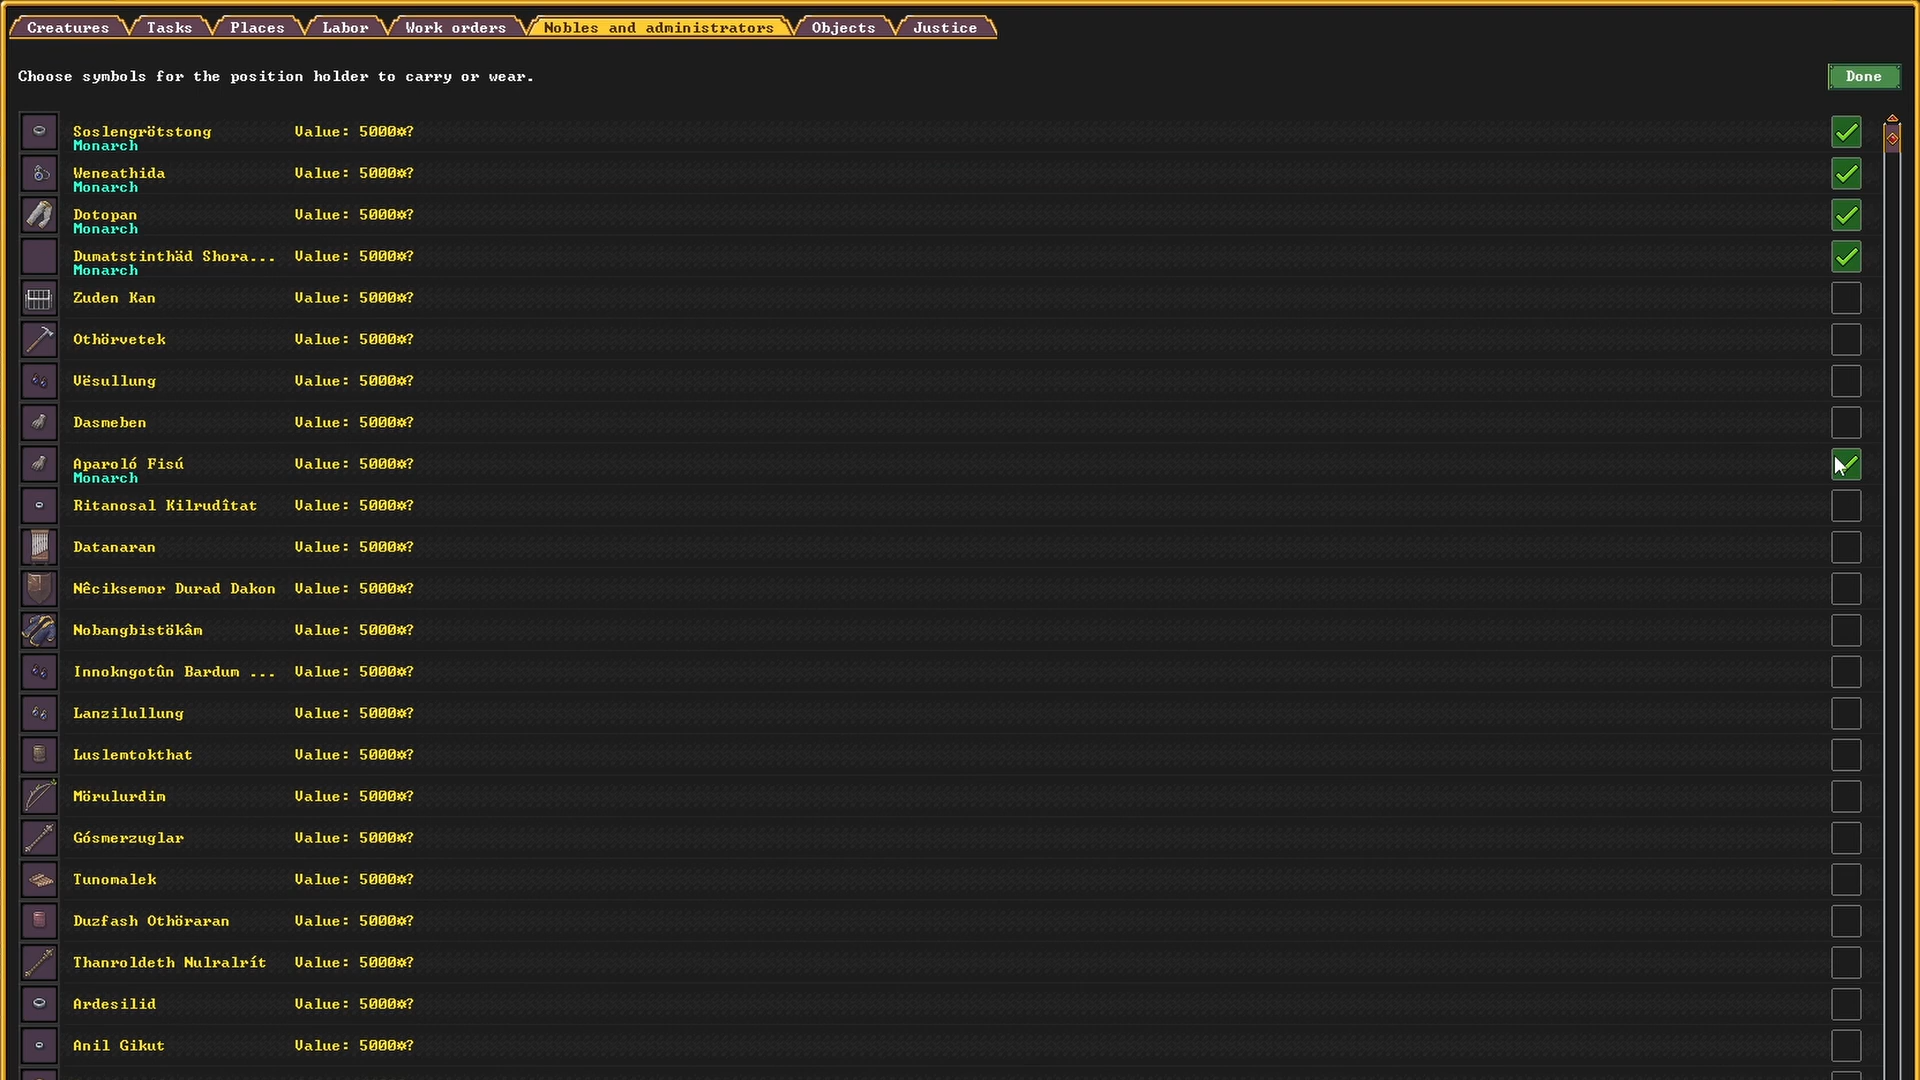 Creatures Tasks Places Labor Work orders Nobles and administrators Objects Justice
Choose symbols for the position holder to carry or wear.
Done
Soslengrötstong Value: 5000☼?
Monarch
Weneathida Value: 5000☼?
Monarch
Dotopan Value: 5000☼?
Monarch
Dumatstinthäd Shora... Value: 5000☼?
Monarch
Zuden Kan Value: 5000☼?
Othörvetek Value: 5000☼?
Vësullung Value: 5000☼?
Dasmeben Value: 5000☼?
Aparoló Fisú Value: 5000☼?
Monarch
Ritanosal Kilrudîtat Value: 5000☼?
Datanaran Value: 5000☼?
Nêciksemor Durad Dakon Value: 5000☼?
Nobangbistökâm Value: 5000☼?
Innokngotûn Bardum ... Value: 5000☼?
Lanzilullung Value: 5000☼?
Luslemtokthat Value: 5000☼?
Mörulurdim Value: 5000☼?
Gósmerzuglar Value: 5000☼?
Tunomalek Value: 5000☼?
Duzfash Othöraran Value: 5000☼?
Thanroldeth Nulralrít Value: 5000☼?
Ardesilid Value: 5000☼?
Anil Gikut Value: 5000☼?